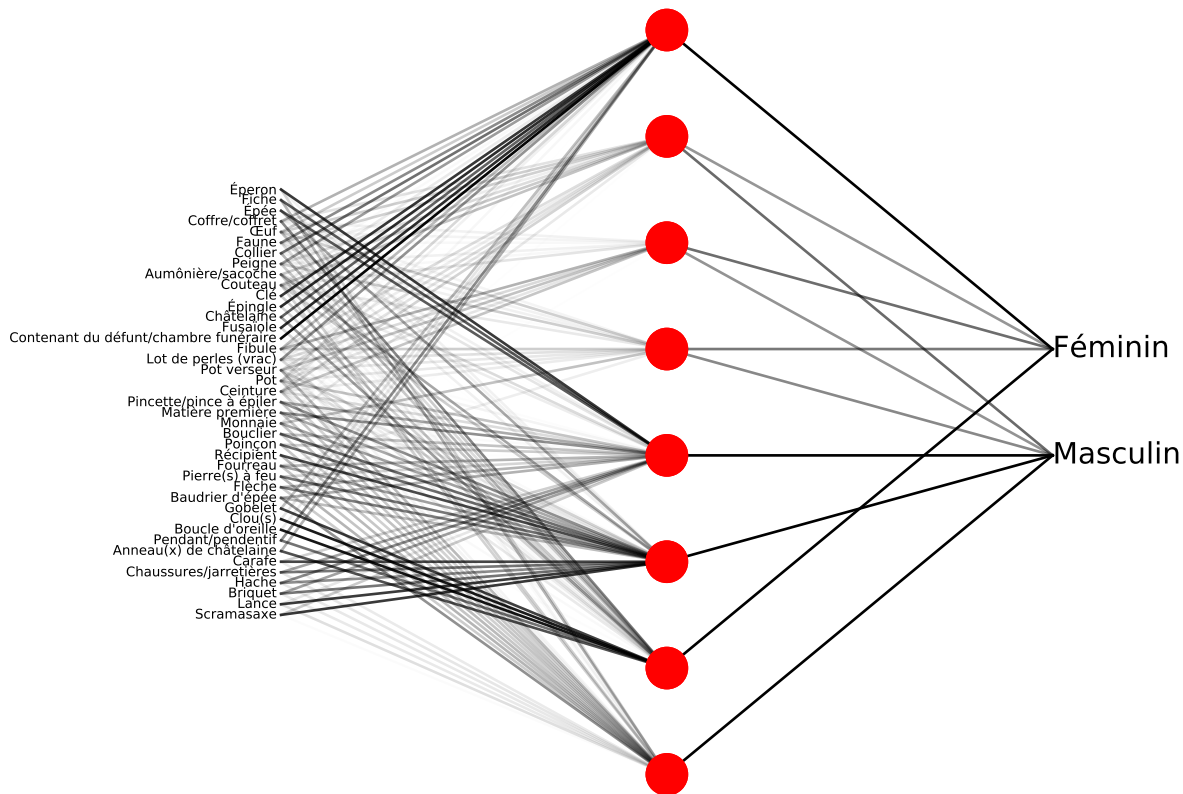 Éperon
Fiche
Épée
Coffre/coffret
Œuf
Faune
Collier
Peigne
Aumônière/sacoche
Couteau
Clé
Épingle
Châtelaine
Fusaïole
Contenant du défunt/chambre funéraire
Fibule
Lot de perles (vrac)
Pot verseur
Pot
Ceinture
Pincette/pince à épiler
Matière première
Monnaie
Bouclier
Poinçon
Récipient
Fourreau
Pierre(s) à feu
Flèche
Baudrier d'épée
Gobelet
Clou(s)
Boucle d'oreille
Pendant/pendentif
Anneau(x) de châtelaine
Carafe
Chaussures/jarretières
Hache
Briquet
Lance
Scramasaxe
Féminin
Masculin